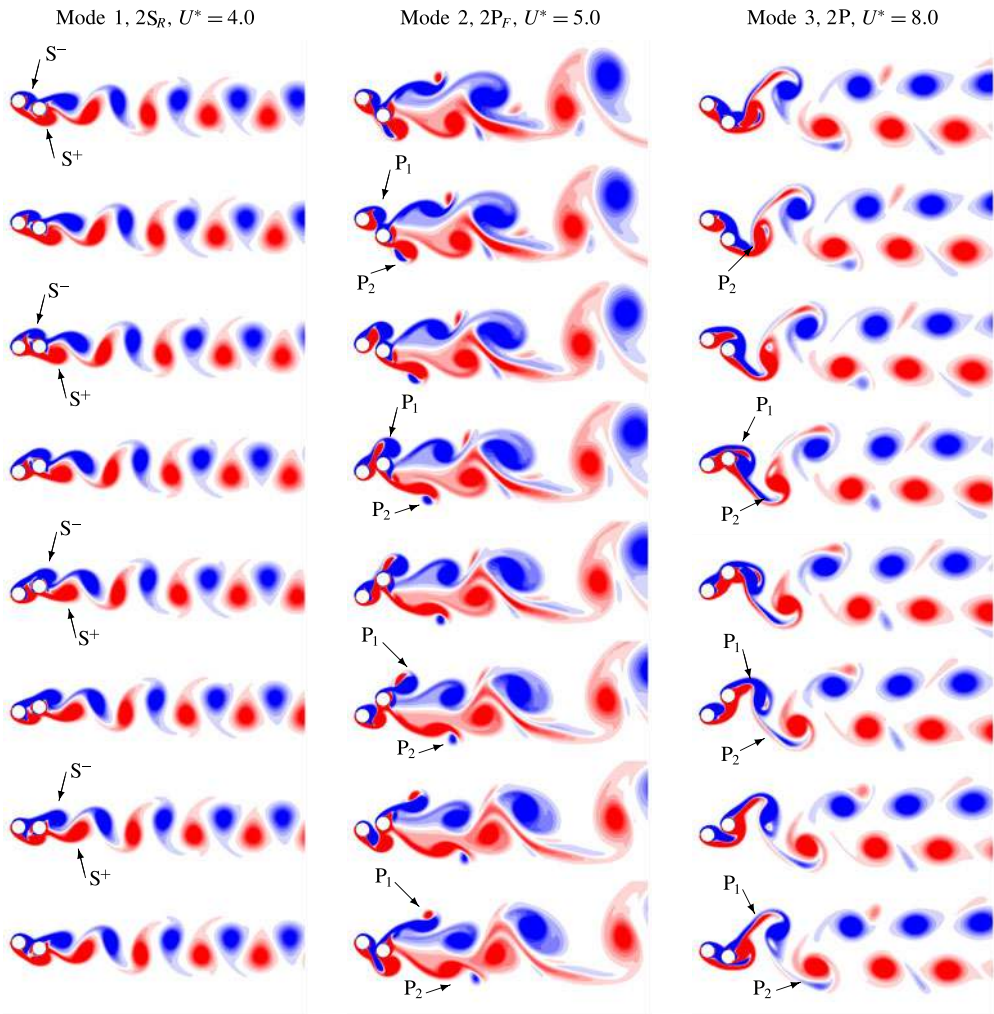 Mode 1, 2S_R, U* = 4.0
Mode 2, 2P_F, U* = 5.0
Mode 3, 2P, U* = 8.0
S⁻
S⁺
P₁
P₂
P₂
S⁻
S⁺
P₁
P₂
P₁
P₂
S⁻
S⁺
P₁
P₂
P₁
P₂
S⁻
S⁺
P₁
P₂
P₁
P₂